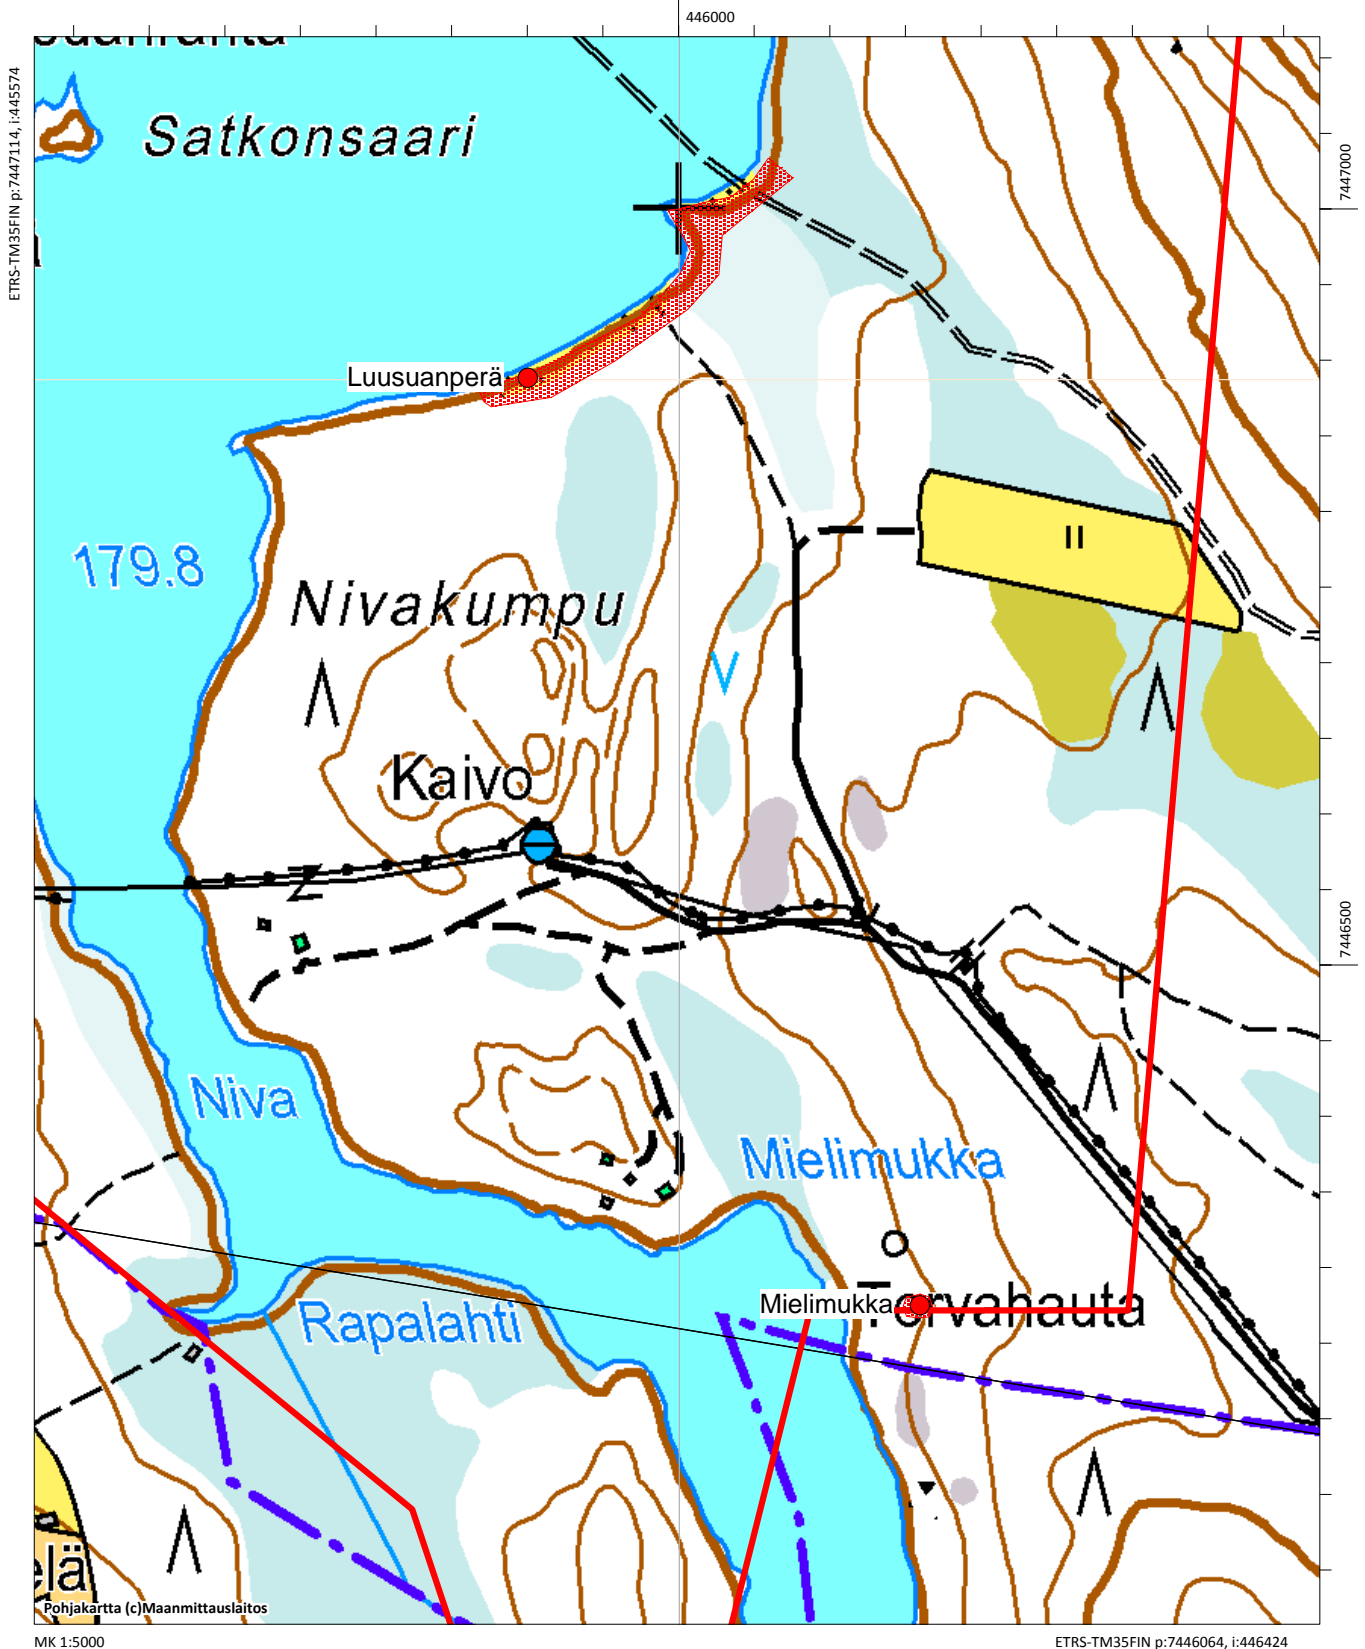 446000
ETRS-TM35FIN p:7447114, i:445574
Satkonsaari
7447000
Luusuanperä
179.8
II
Nivakumpu
Kaivo
7446500
Niva
Mielimukka
Rapalahti
Mielimukka
Tervahauta
elä
Pohjakartta (c)Maanmittauslaitos
MK 1:5000
ETRS-TM35FIN p:7446064, i:446424